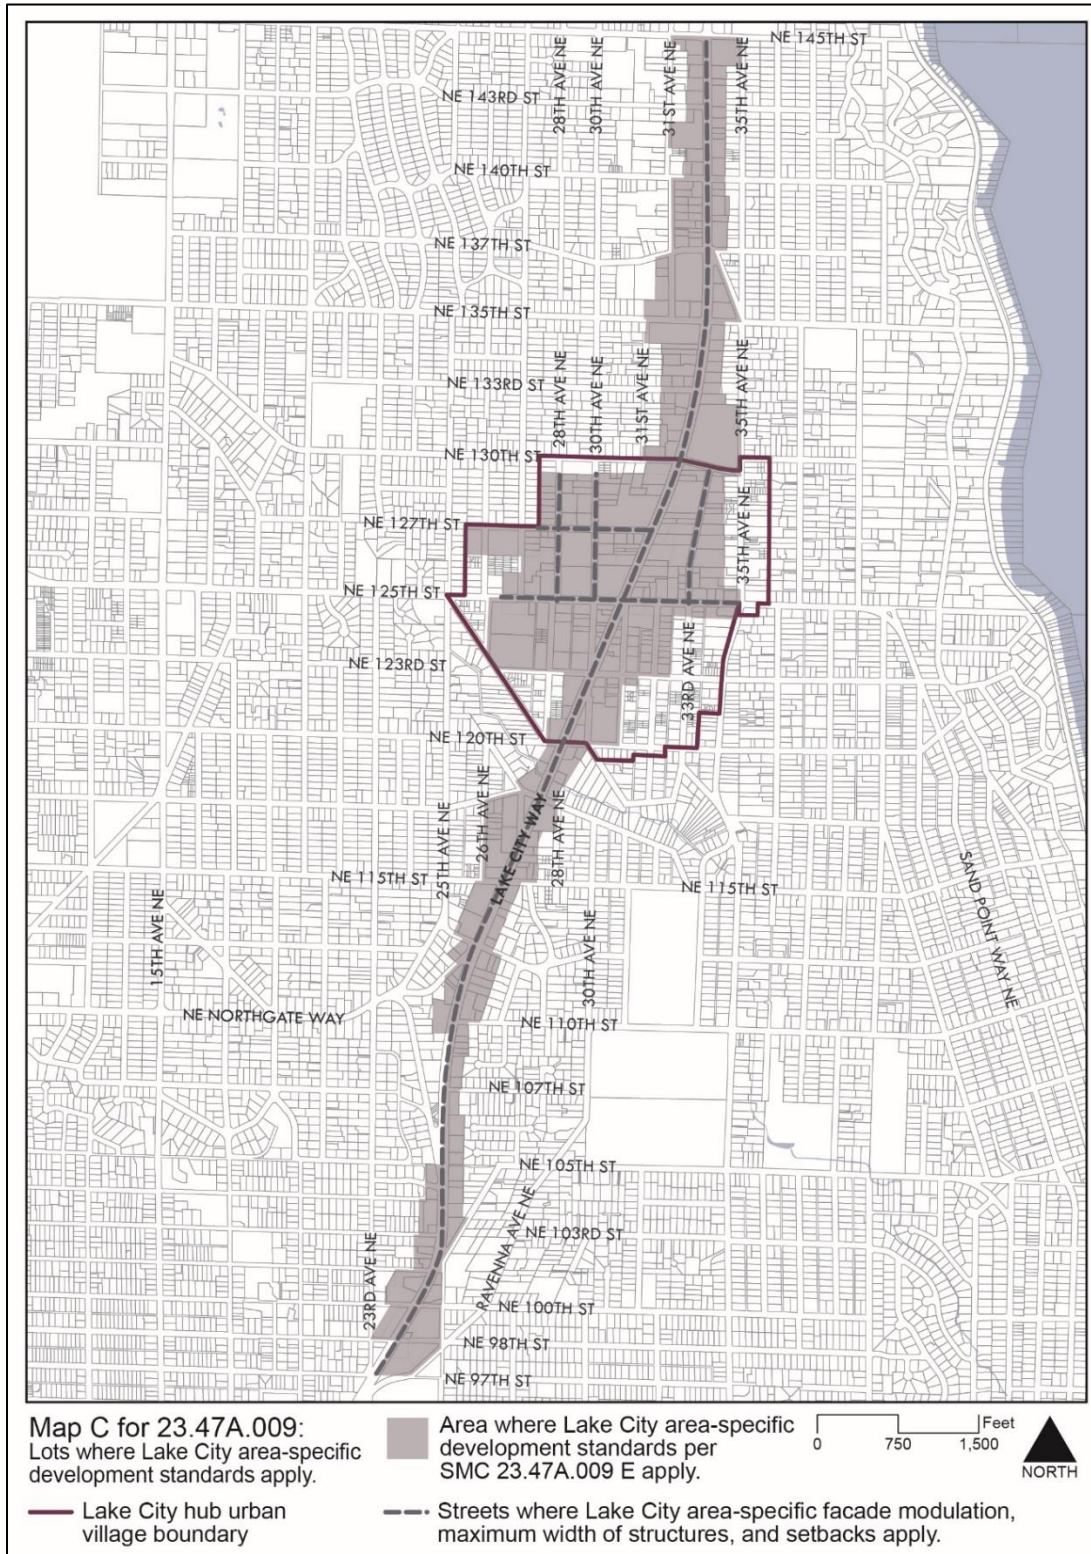 NE 145TH ST
28TH AVE NE
30TH AVE NE
31ST AVE NE
35TH AVE NE
NE 143RD ST
NE 140TH ST
NE 137TH ST
NE 135TH ST
NE 133RD ST
28TH AVE NE
30TH AVE NE
31ST AVE NE
35TH AVE NE
NE 130TH ST
NE 127TH ST
35TH AVE NE
NE 125TH ST
NE 123RD ST
33RD AVE NE
NE 120TH ST
25TH AVE NE
26TH AVE NE
LAKE CITY WAY
28TH AVE NE
NE 115TH ST
NE 115TH ST
SAND POINT WAY NE
15TH AVE NE
30TH AVE NE
NE NORTHGATE WAY
NE 110TH ST
NE 107TH ST
NE 105TH ST
RAVENNA AVE NE
NE 103RD ST
23RD AVE NE
NE 100TH ST
NE 98TH ST
NE 97TH ST
Map C for 23.47A.009:
Lots where Lake City area-specific
development standards apply.
Area where Lake City area-specific
development standards per
SMC 23.47A.009 E apply.
Feet
0 750 1,500
NORTH
Lake City hub urban
village boundary
Streets where Lake City area-specific facade modulation,
maximum width of structures, and setbacks apply.